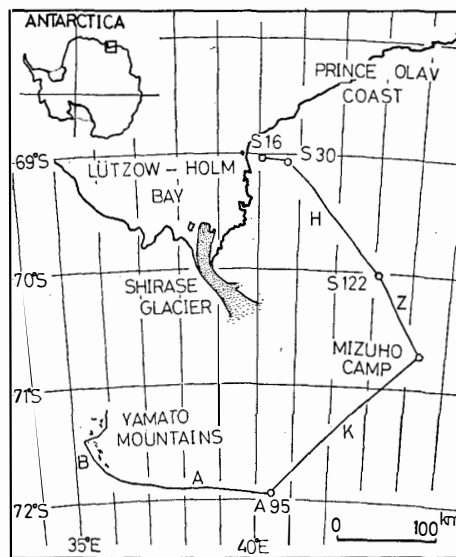 ANTARCTICA
PRINCE OLAV
COAST
S16
S30
69°S
LÜTZOW-HOLM
BAY
H
70°S
S122
SHIRASE
GLACIER
Z
MIZUHO
CAMP
71°S
YAMATO
MOUNTAINS
K
B
A
72°S
A95
35°E
40°E
0 100
km